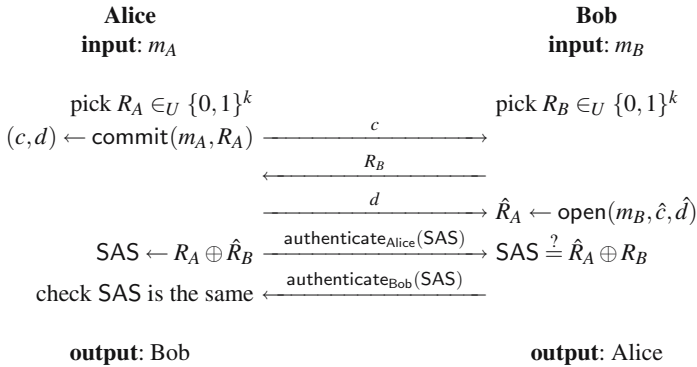 Alice Bob
input: m_A input: m_B
pick R_A ∈_U {0,1}^k pick R_B ∈_U {0,1}^k
(c,d) ← commit(m_A,R_A) c
R_B
d R̂_A ← open(m_B,ĉ,d̂)
SAS ← R_A ⊕ R̂_B authenticate_Alice(SAS) SAS ≟ R̂_A ⊕ R_B
check SAS is the same authenticate_Bob(SAS)
output: Bob output: Alice